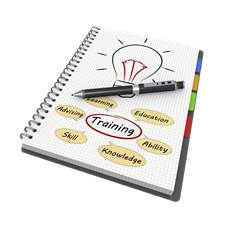 Learning
Advising
Education
Training
Skill
Ability
Knowledge